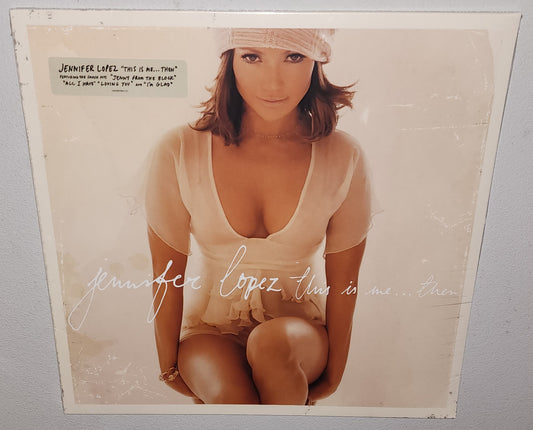 JENNIFER LOPEZ "THIS IS ME...THEN"
FEATURING THE SMASH HITS "JENNY FROM THE BLOCK"
"ALL I HAVE" "LOVING YOU" AND "I'M GLAD"
jennifer lopez this is me... then